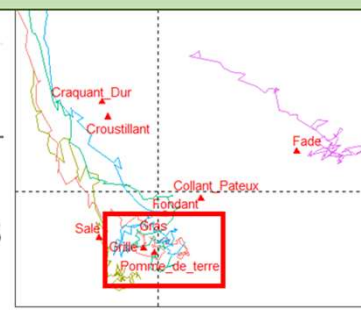 Craquant_Dur
Croustillant
Fade
Collant_Pateux
Fondant
Salé
Gras
Grillé
Pomme_de_terre